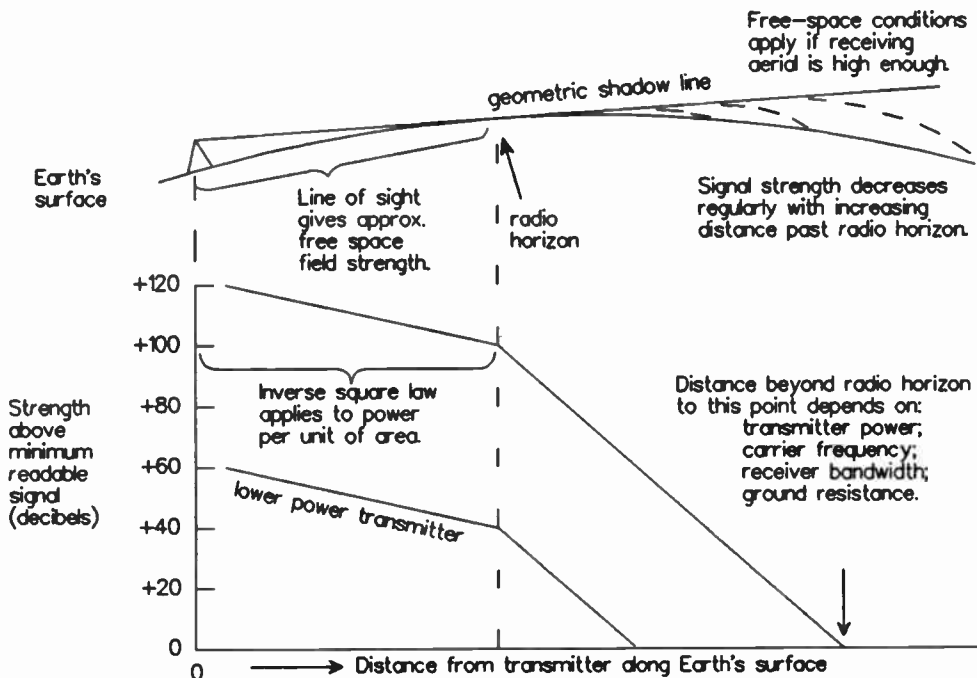 Free-space conditions
apply if receiving
aerial is high enough.
geometric shadow line
Earth's
surface
Line of sight
gives approx.
free space
field strength.
radio
horizon
Signal strength decreases
regularly with increasing
distance past radio horizon.
+120
+100
+80
+60
+40
+20
0
Strength
above
minimum
readable
signal
(decibels)
Inverse square law
applies to power
per unit of area.
lower power transmitter
Distance beyond radio horizon
to this point depends on:
transmitter power;
carrier frequency;
receiver bandwidth;
ground resistance.
0
Distance from transmitter along Earth's surface